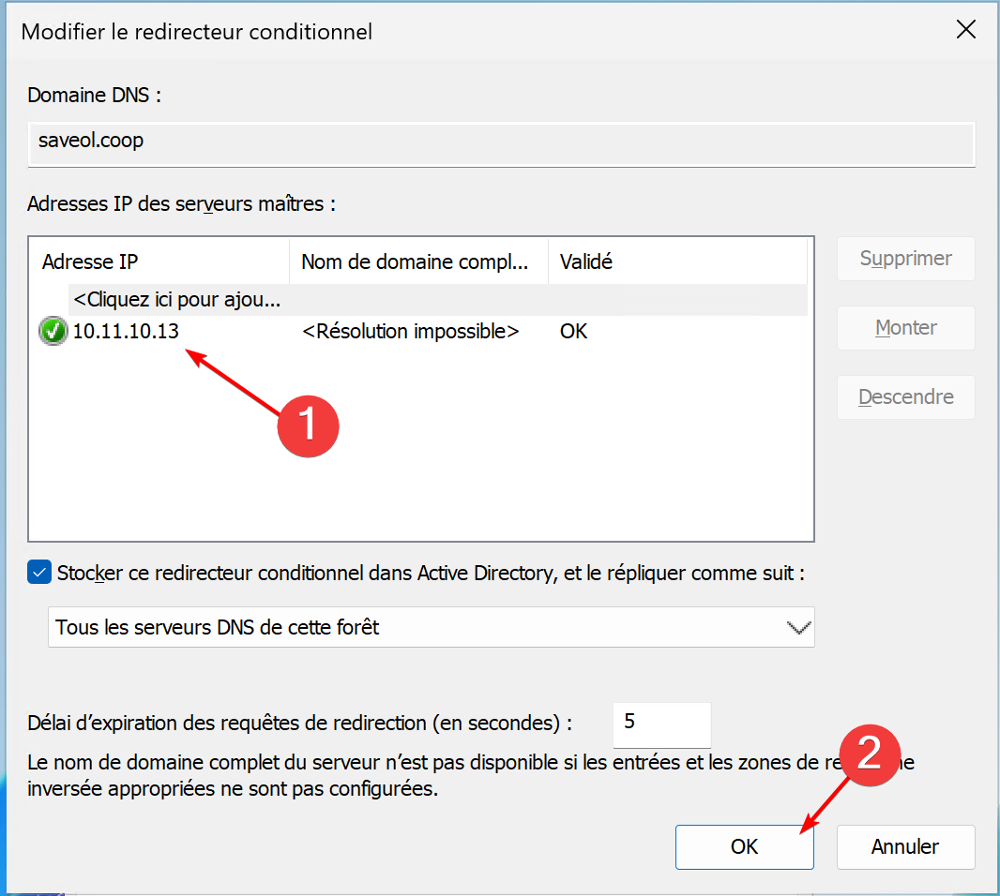 Modifier le redirecteur conditionnel
Domaine DNS :
saveol.coop
Adresses IP des serveurs maîtres :
Adresse IP Nom de domaine compl... Validé
<Cliquez ici pour ajou...
10.11.10.13 <Résolution impossible> OK
Supprimer
Monter
Descendre
1
Stocker ce redirecteur conditionnel dans Active Directory, et le répliquer comme suit :
Tous les serveurs DNS de cette forêt
Délai d’expiration des requêtes de redirection (en secondes) : 5
Le nom de domaine complet du serveur n’est pas disponible si les entrées et les zones de
inversée appropriées ne sont pas configurées.
2
OK Annuler